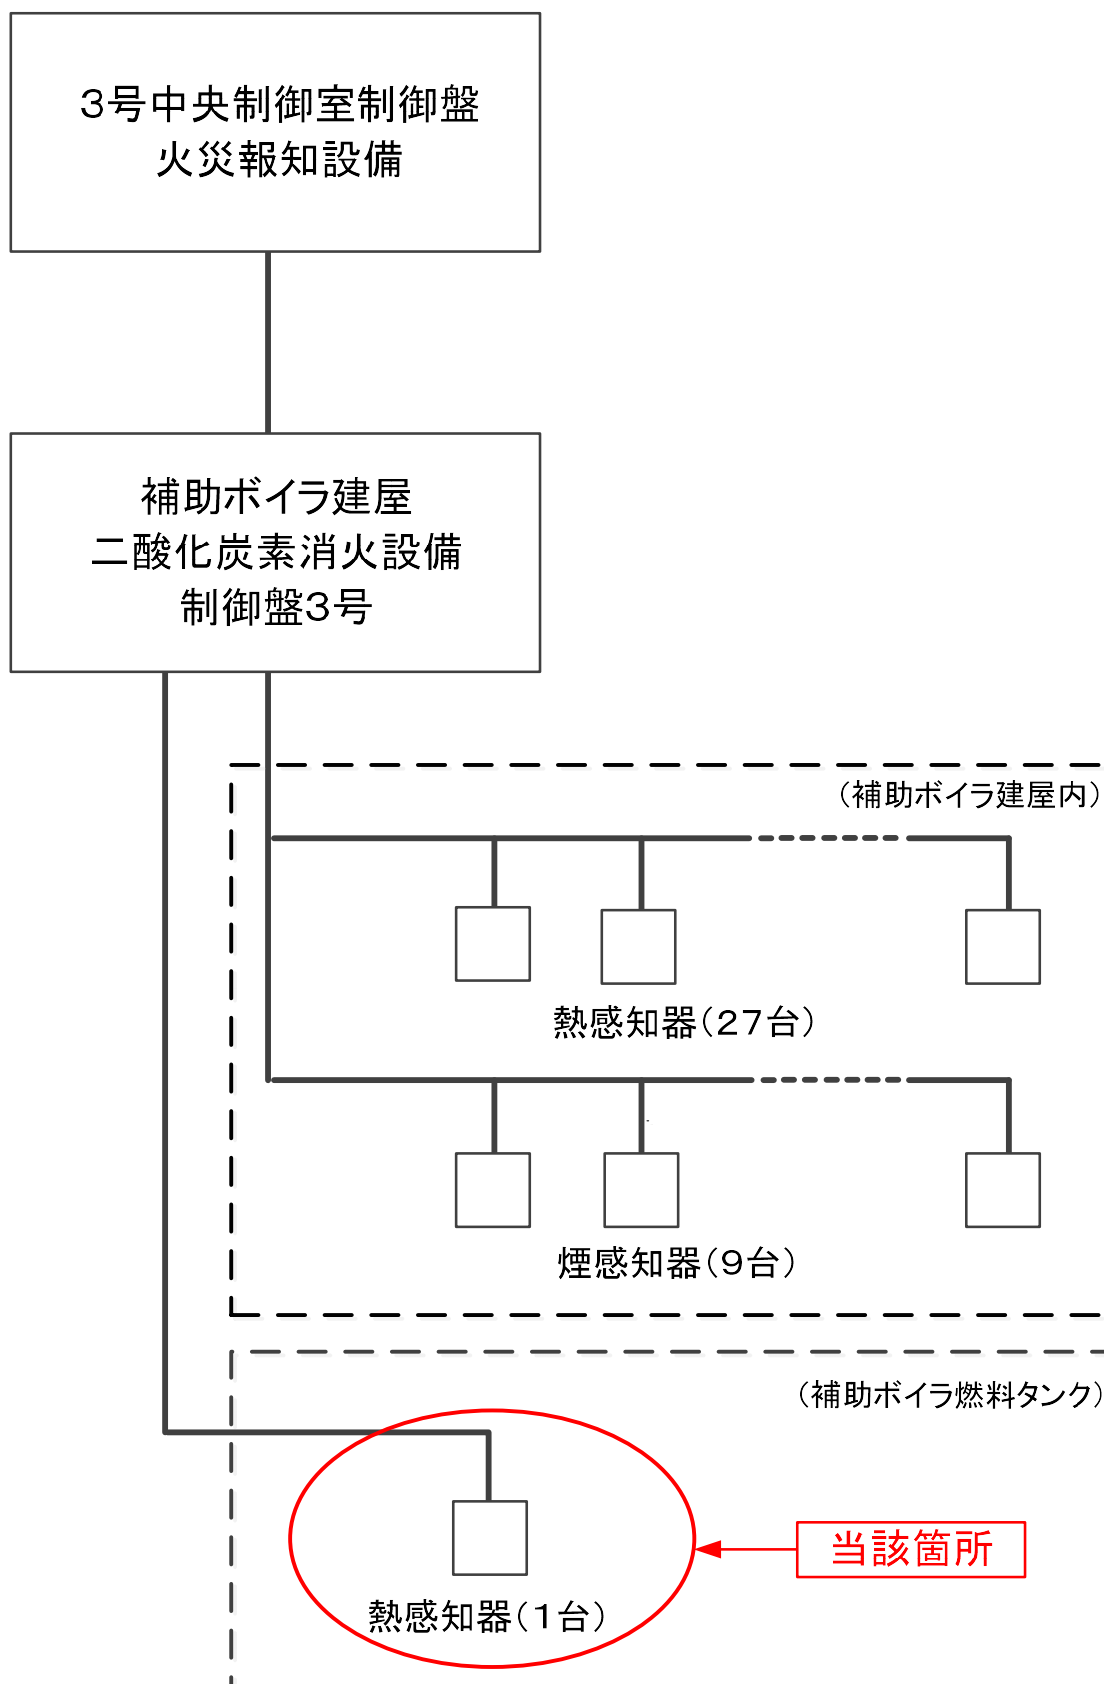 3号中央制御室制御盤
火災報知設備
補助ボイラ建屋
二酸化炭素消火設備
制御盤3号
(補助ボイラ建屋内)
熱感知器(27台)
煙感知器(9台)
(補助ボイラ燃料タンク)
当該箇所
熱感知器(1台)